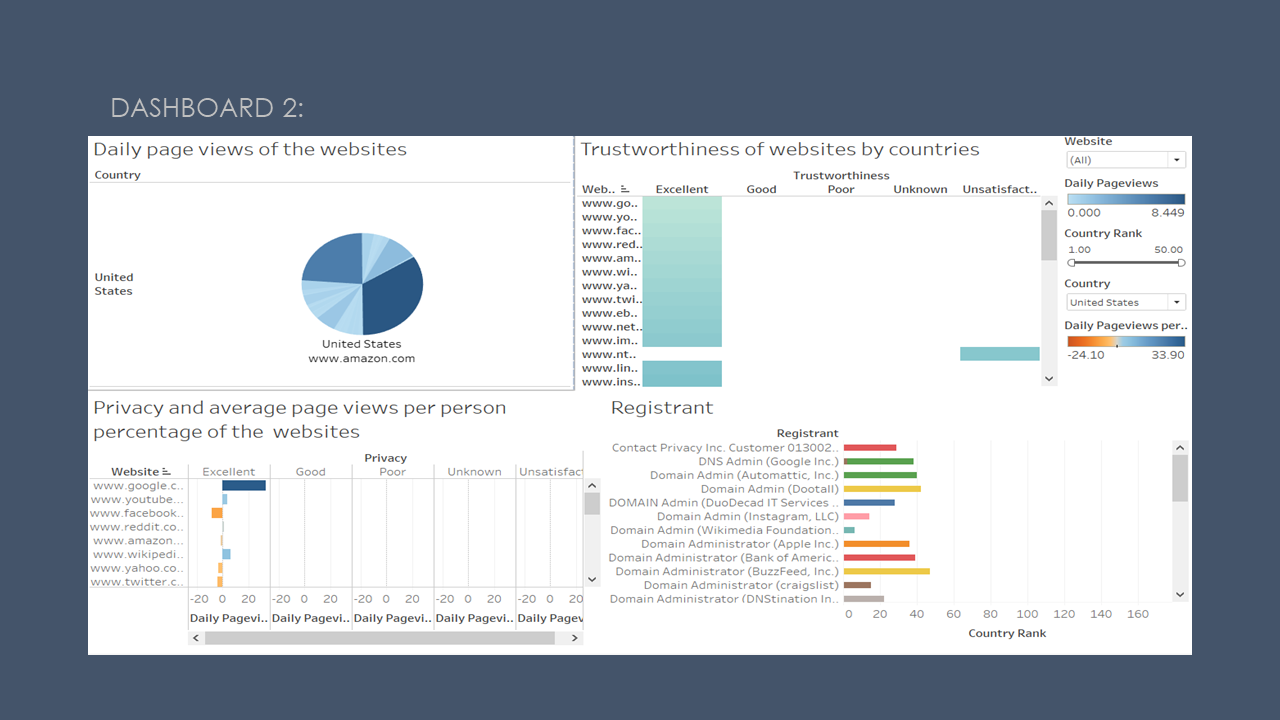 DASHBOARD 2:
Daily page views of the websites
Country
United
States
United States
www.amazon.com
Trustworthiness of websites by countries
Trustworthiness
Web.. Excellent Good Poor Unknown Unsatisfact..
www.go..
www.yo..
www.fac..
www.red..
www.am..
www.wi..
www.ya..
www.twi..
www.eb..
www.net..
www.im..
www.nt..
www.lin..
www.ins..
Website
(All)
Daily Pageviews
0.000 8.449
Country Rank
1.00 50.00
Country
United States
Daily Pageviews per..
-24.10 33.90
Privacy and average page views per person
percentage of the websites
Privacy
Website Excellent Good Poor Unknown Unsatisfact
www.google.c..
www.youtube...
www.facebook..
www.reddit.co..
www.amazon...
www.wikipedi..
www.yahoo.co..
www.twitter.c..
-20 0 20 -20 0 20 -20 0 20 -20 0 20 -20 0 20
Daily Pagevi.. Daily Pagevi.. Daily Pagevi.. Daily Pagevi.. Daily Pagev
Registrant
Registrant
Contact Privacy Inc. Customer 013002..
DNS Admin (Google Inc.)
Domain Admin (Automattic, Inc.)
Domain Admin (Dootall)
DOMAIN Admin (DuoDecad IT Services ..
Domain Admin (Instagram, LLC)
Domain Admin (Wikimedia Foundation..
Domain Administrator (Apple Inc.)
Domain Administrator (Bank of Americ..
Domain Administrator (BuzzFeed, Inc.)
Domain Administrator (craigslist)
Domain Administrator (DNStination In..
0 20 40 60 80 100 120 140 160
Country Rank